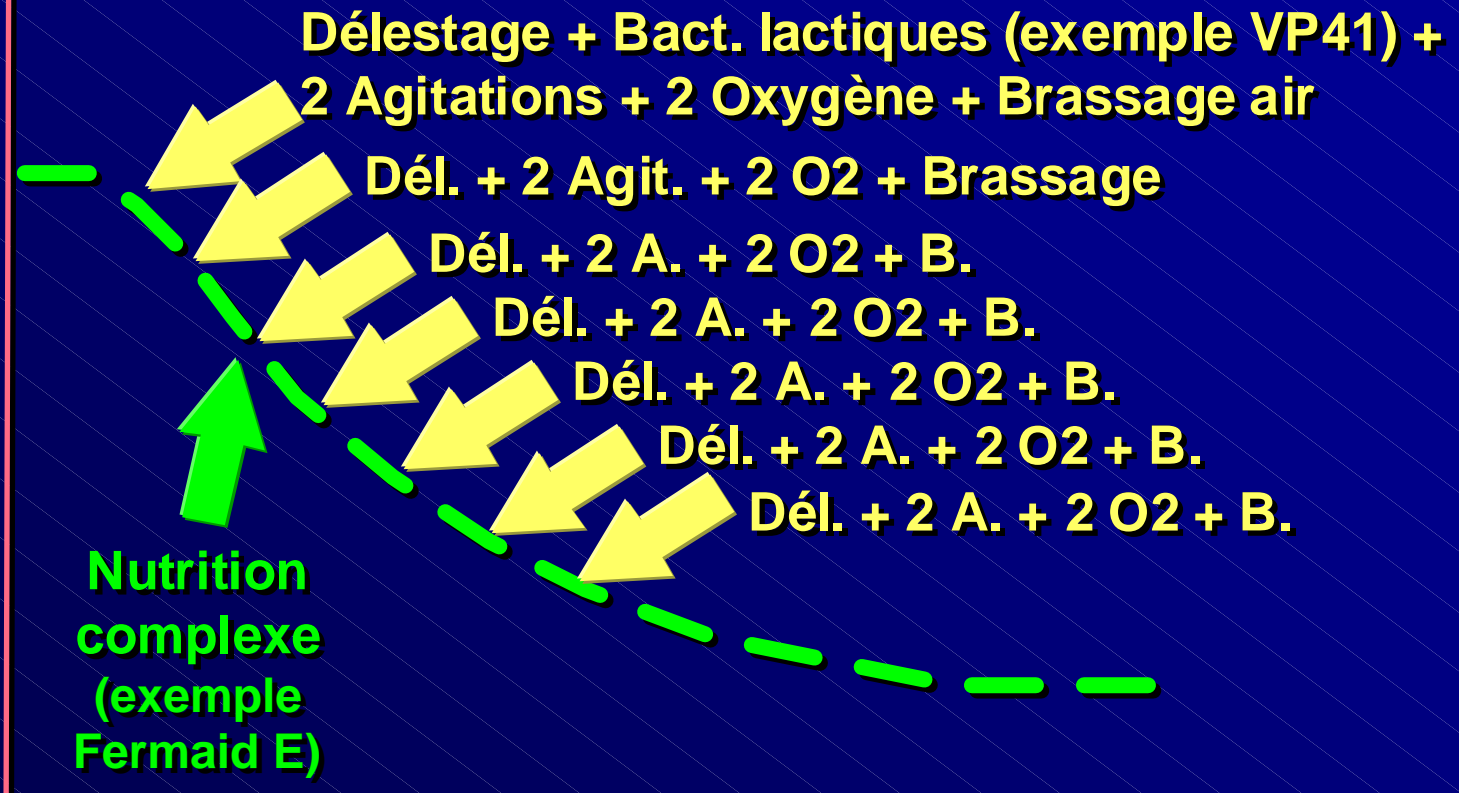 Délestage + Bact. lactiques (exemple VP41) +
2 Agitations + 2 Oxygène + Brassage air
Dél. + 2 Agit. + 2 O2 + Brassage
Dél. + 2 A. + 2 O2 + B.
Dél. + 2 A. + 2 O2 + B.
Dél. + 2 A. + 2 O2 + B.
Dél. + 2 A. + 2 O2 + B.
Dél. + 2 A. + 2 O2 + B.
Nutrition
complexe
(exemple
Fermaid E)